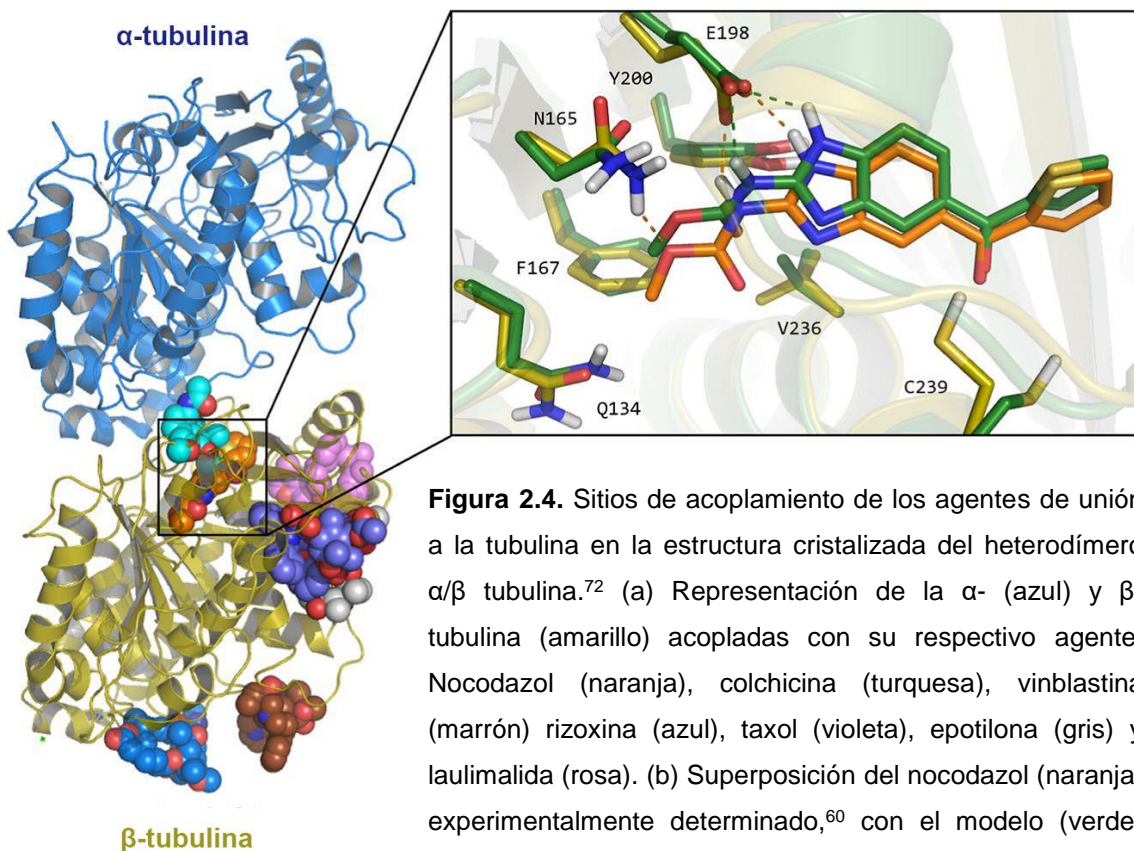 α-tubulina
E198
Y200
N165
F167
V236
C239
Q134
Figura 2.4. Sitios de acoplamiento de los agentes de unión
a la tubulina en la estructura cristalizada del heterodímero
α/β tubulina.72 (a) Representación de la α- (azul) y β
tubulina (amarillo) acopladas con su respectivo agente
Nocodazol (naranja), colchicina (turquesa), vinblastina
(marrón) rizoxina (azul), taxol (violeta), epotilona (gris) y
laulimalida (rosa). (b) Superposición del nocodazol (naranja
experimentalmente determinado,60 con el modelo (verde
β-tubulina